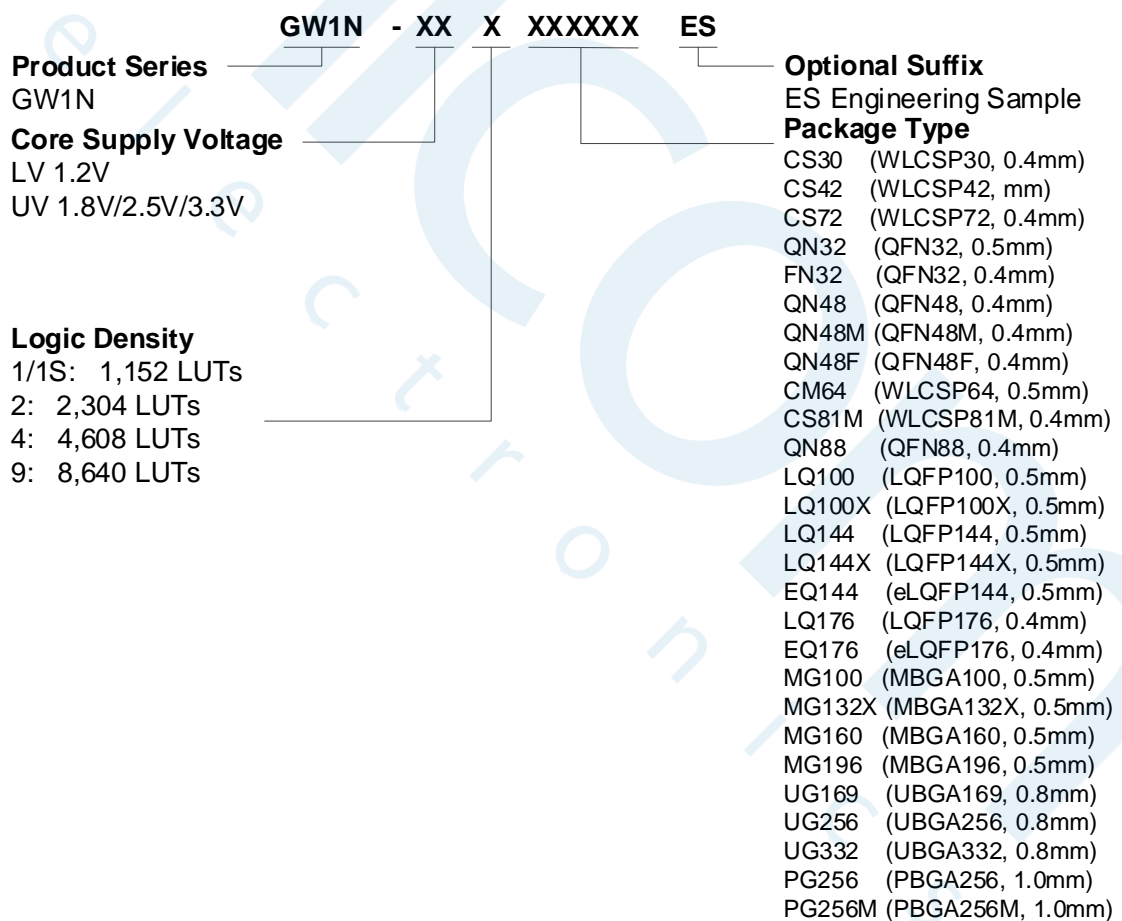 GW1N - XX X XXXXXX ES
Product Series
GW1N
Core Supply Voltage
LV 1.2V
UV 1.8V/2.5V/3.3V
Logic Density
1/1S: 1,152 LUTs
2: 2,304 LUTs
4: 4,608 LUTs
9: 8,640 LUTs
Optional Suffix
ES Engineering Sample
Package Type
CS30 (WLCSP30, 0.4mm)
CS42 (WLCSP42, mm)
CS72 (WLCSP72, 0.4mm)
QN32 (QFN32, 0.5mm)
FN32 (QFN32, 0.4mm)
QN48 (QFN48, 0.4mm)
QN48M (QFN48M, 0.4mm)
QN48F (QFN48F, 0.4mm)
CM64 (WLCSP64, 0.5mm)
CS81M (WLCSP81M, 0.4mm)
QN88 (QFN88, 0.4mm)
LQ100 (LQFP100, 0.5mm)
LQ100X (LQFP100X, 0.5mm)
LQ144 (LQFP144, 0.5mm)
LQ144X (LQFP144X, 0.5mm)
EQ144 (eLQFP144, 0.5mm)
LQ176 (LQFP176, 0.4mm)
EQ176 (eLQFP176, 0.4mm)
MG100 (MBGA100, 0.5mm)
MG132X (MBGA132X, 0.5mm)
MG160 (MBGA160, 0.5mm)
MG196 (MBGA196, 0.5mm)
UG169 (UBGA169, 0.8mm)
UG256 (UBGA256, 0.8mm)
UG332 (UBGA332, 0.8mm)
PG256 (PBGA256, 1.0mm)
PG256M (PBGA256M, 1.0mm)